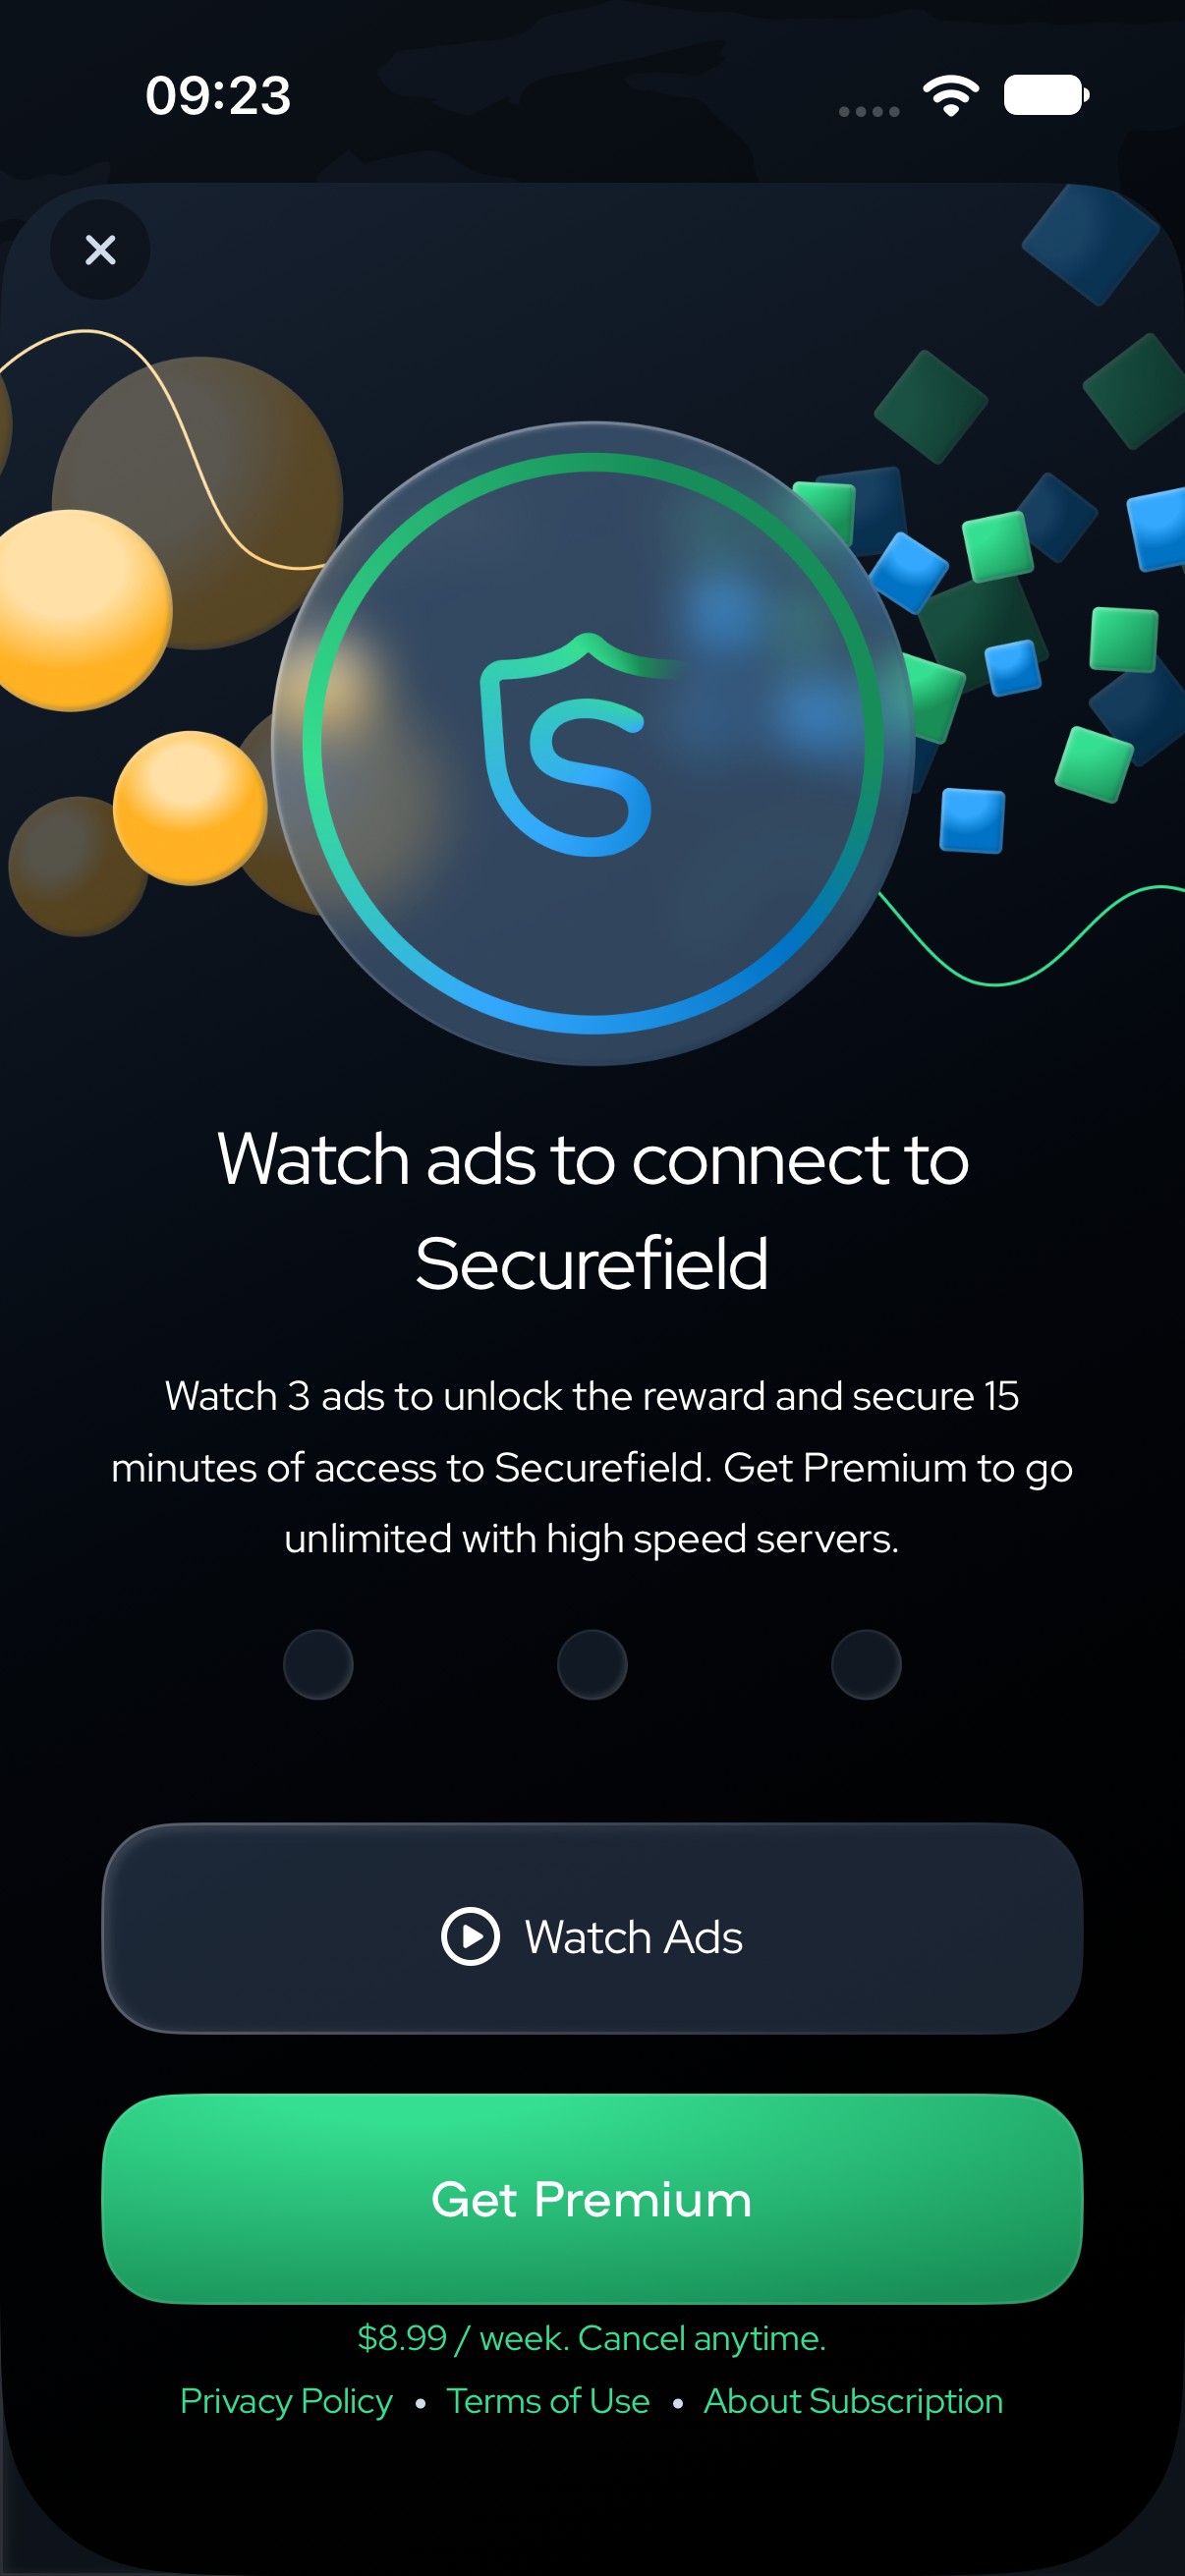 09:23
Watch ads to connect to
Securefield
Watch 3 ads to unlock the reward and secure 15
minutes of access to Securefield. Get Premium to go
unlimited with high speed servers.
Watch Ads
Get Premium
$8.99 / week. Cancel anytime.
Privacy Policy • Terms of Use • About Subscription